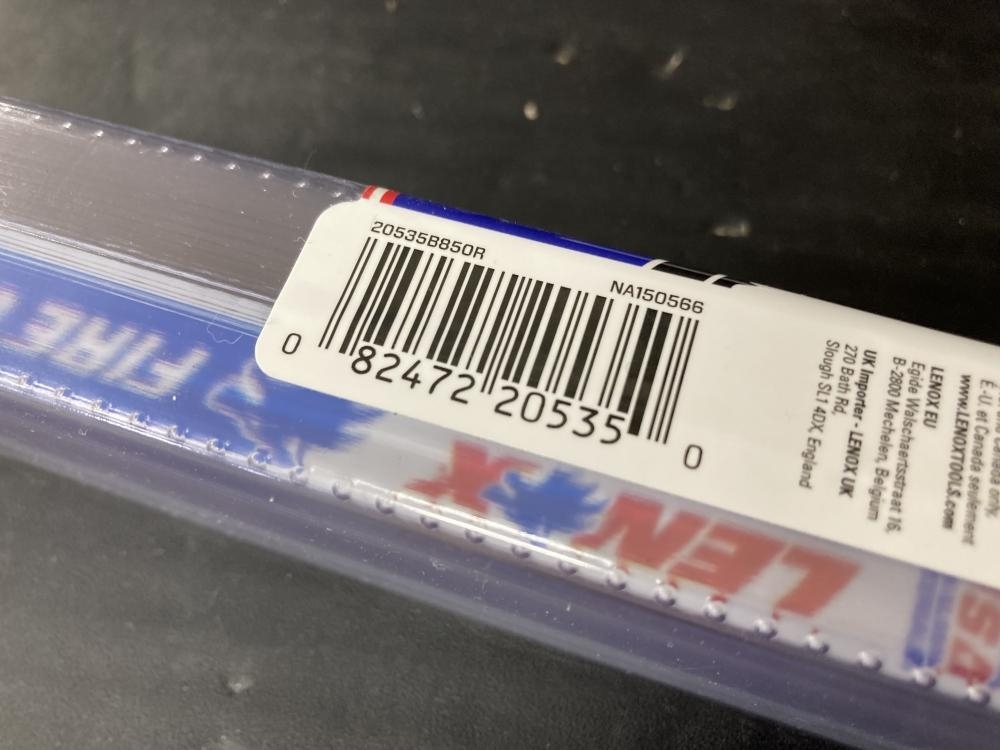 20535B850R
NA150566
0 82472 20535 0
E.-U. et Canada seulement
www.LENOXTOOLS.com
LENOX EU
Egide Walschaertsstraat 16,
B-2800 Mechelen, Belgium
UK Importer - LENOX UK
270 Bath Rd,
Slough SL1 4DX, England
FIRE
LENOX